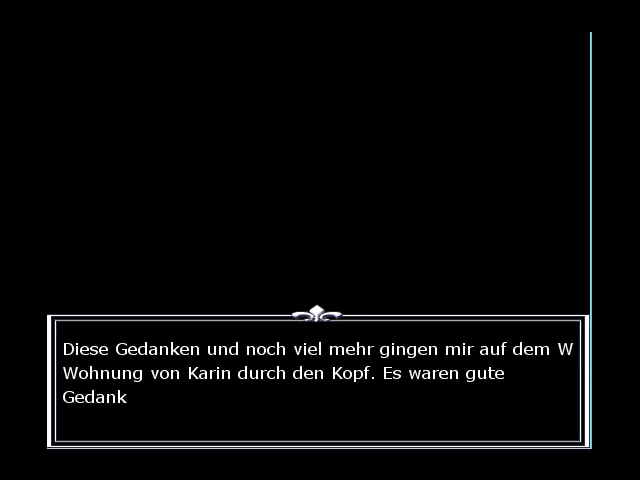 Diese Gedanken und noch viel mehr gingen mir auf dem W
Wohnung von Karin durch den Kopf. Es waren gute
Gedank